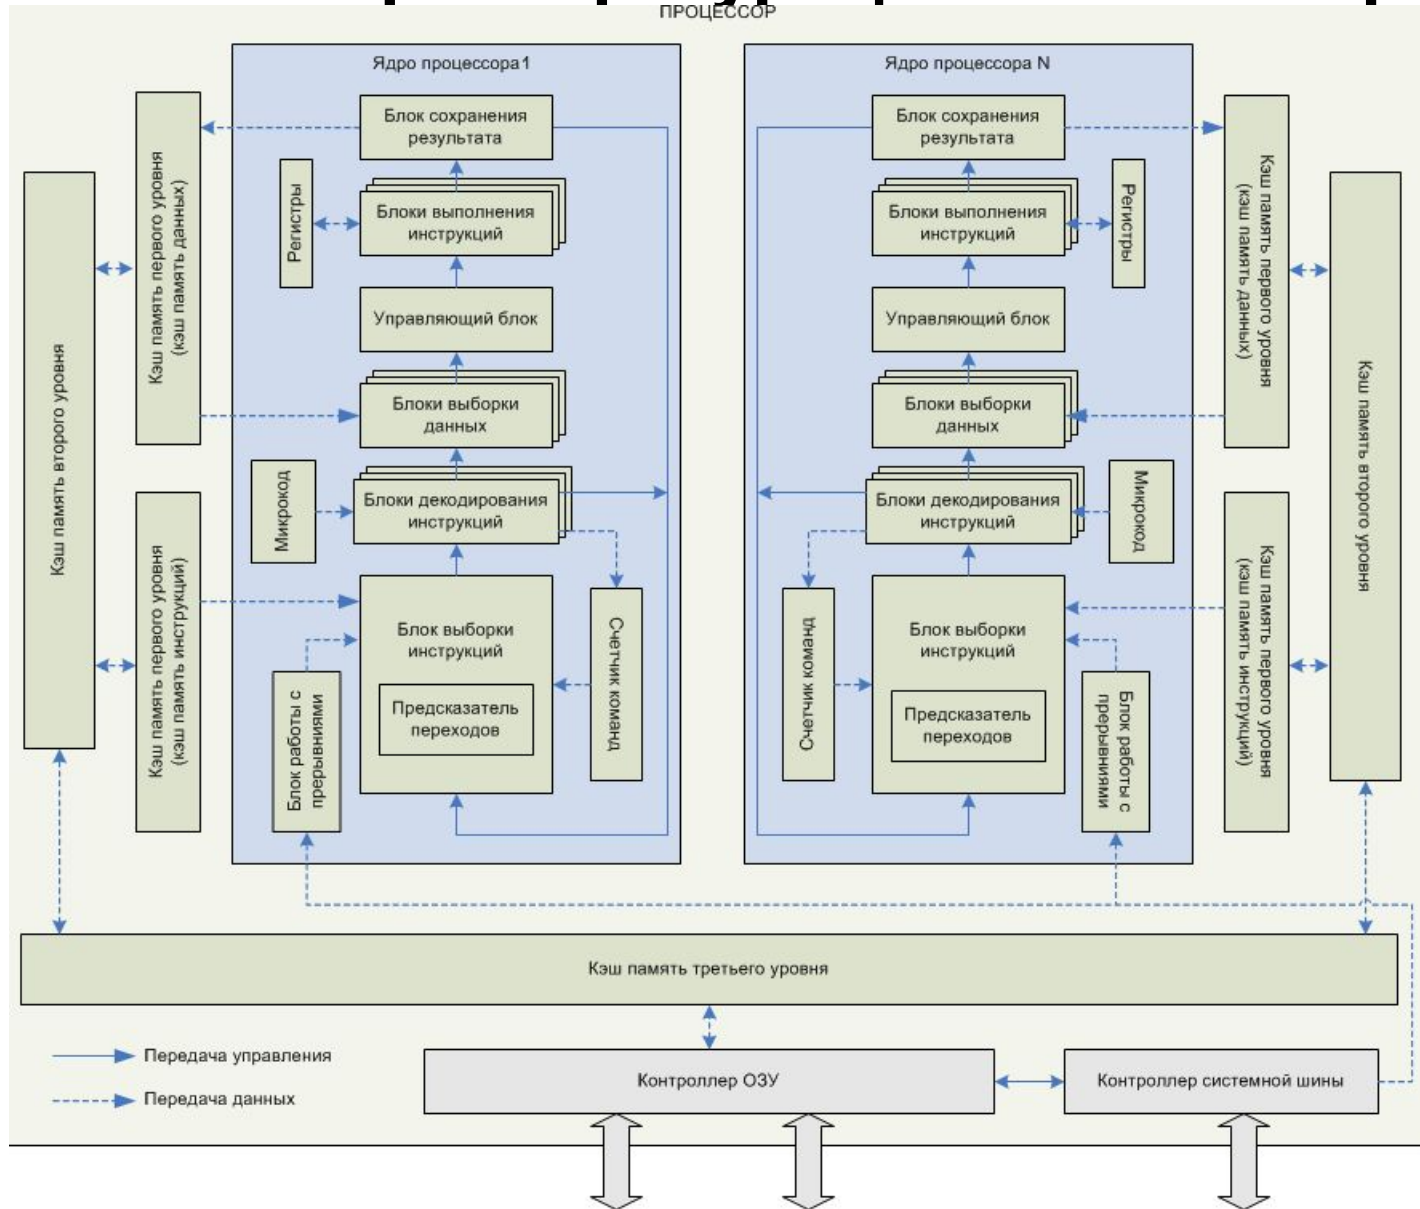 ПРОЦЕССОР
Ядро процессора1
Блок сохранения
результата
Регистры
Блоки выполнения
инструкций
Управляющий блок
Блоки выборки
данных
Микрокод
Блоки декодирования
инструкций
Блок выборки
инструкций
Предсказатель
переходов
Счетчик команд
Блок работы с
прерывниями
Кэш память первого уровня
(кэш память данных)
Кэш память второго уровня
Кэш память первого уровня
(кэш память инструкций)
Ядро процессора N
Блок сохранения
результата
Блоки выполнения
инструкций
Регистры
Управляющий блок
Блоки выборки
данных
Блоки декодирования
инструкций
Микрокод
Счетчик команд
Блок выборки
инструкций
Предсказатель
переходов
Блок работы с
прерывниями
Кэш память первого уровня
(кэш память данных)
Кэш память второго уровня
Кэш память первого уровня
(кэш память инструкций)
Кэш память третьего уровня
Передача управления
Передача данных
Контроллер ОЗУ
Контроллер системной шины